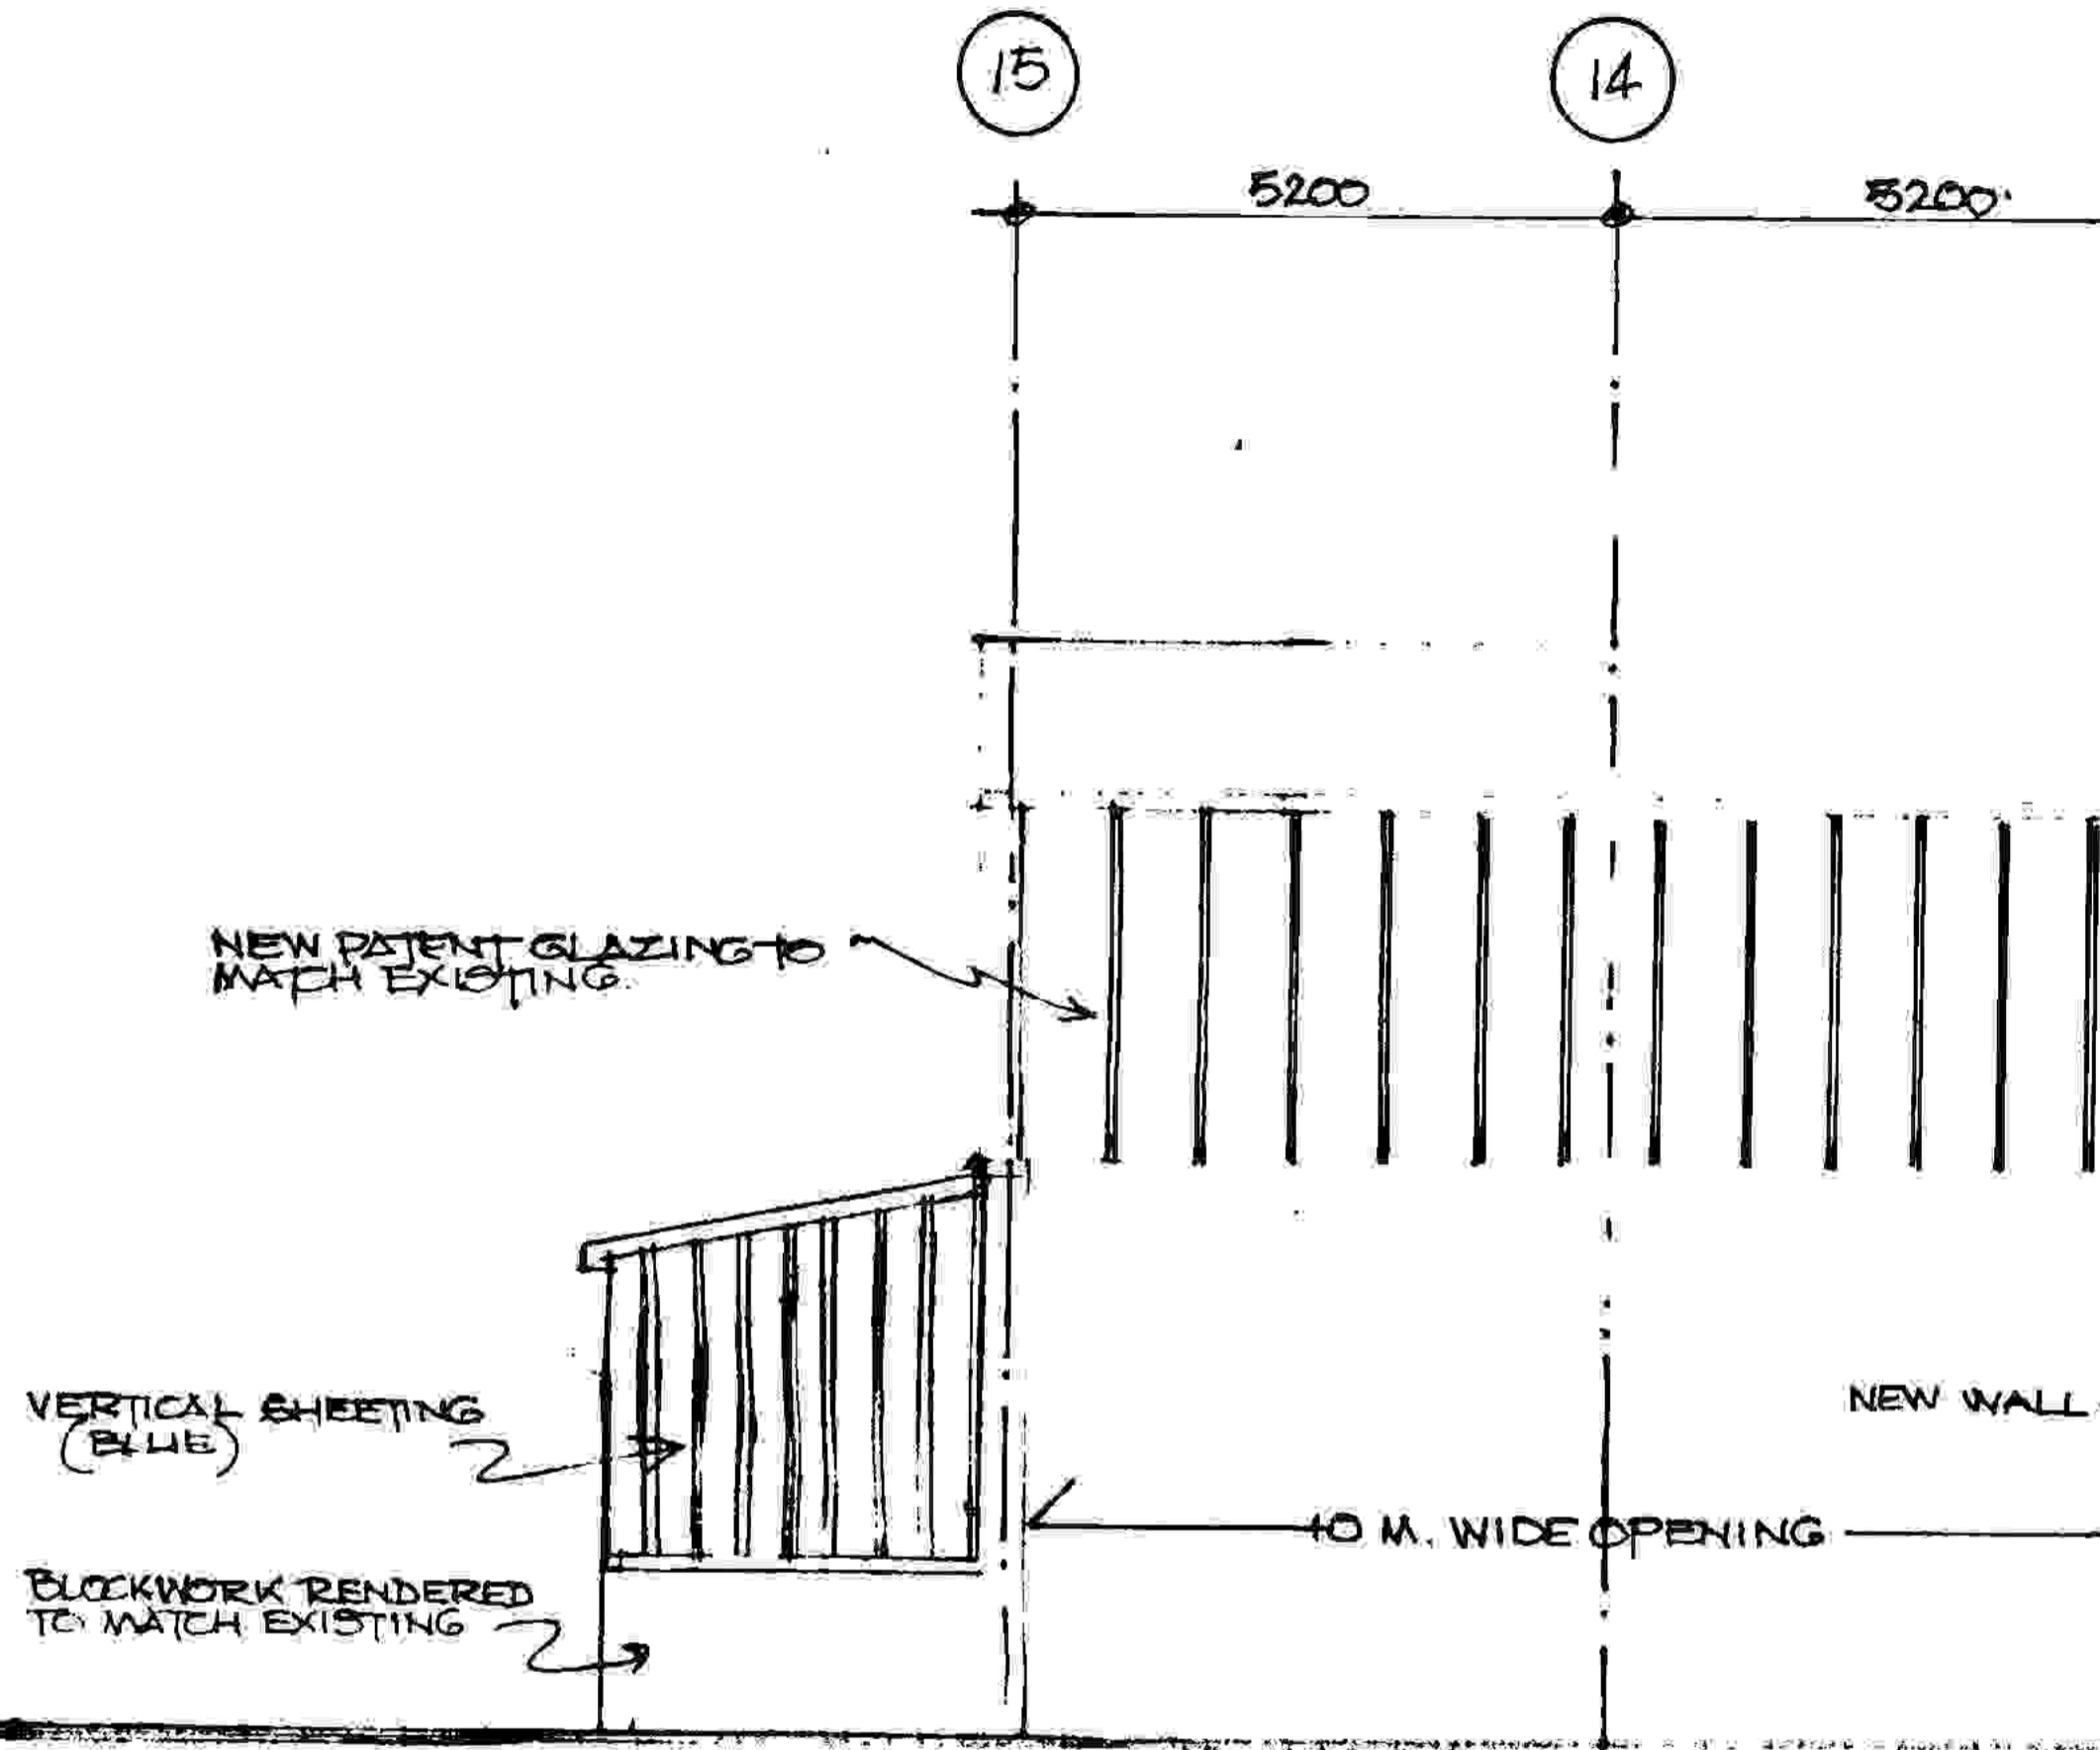 15
14
5200
5200
NEW PATENT GLAZING TO
MATCH EXISTING.
VERTICAL SHEETING
(BLUE)
NEW WALL
10 M. WIDE OPENING
BLOCKWORK RENDERED
TO MATCH EXISTING